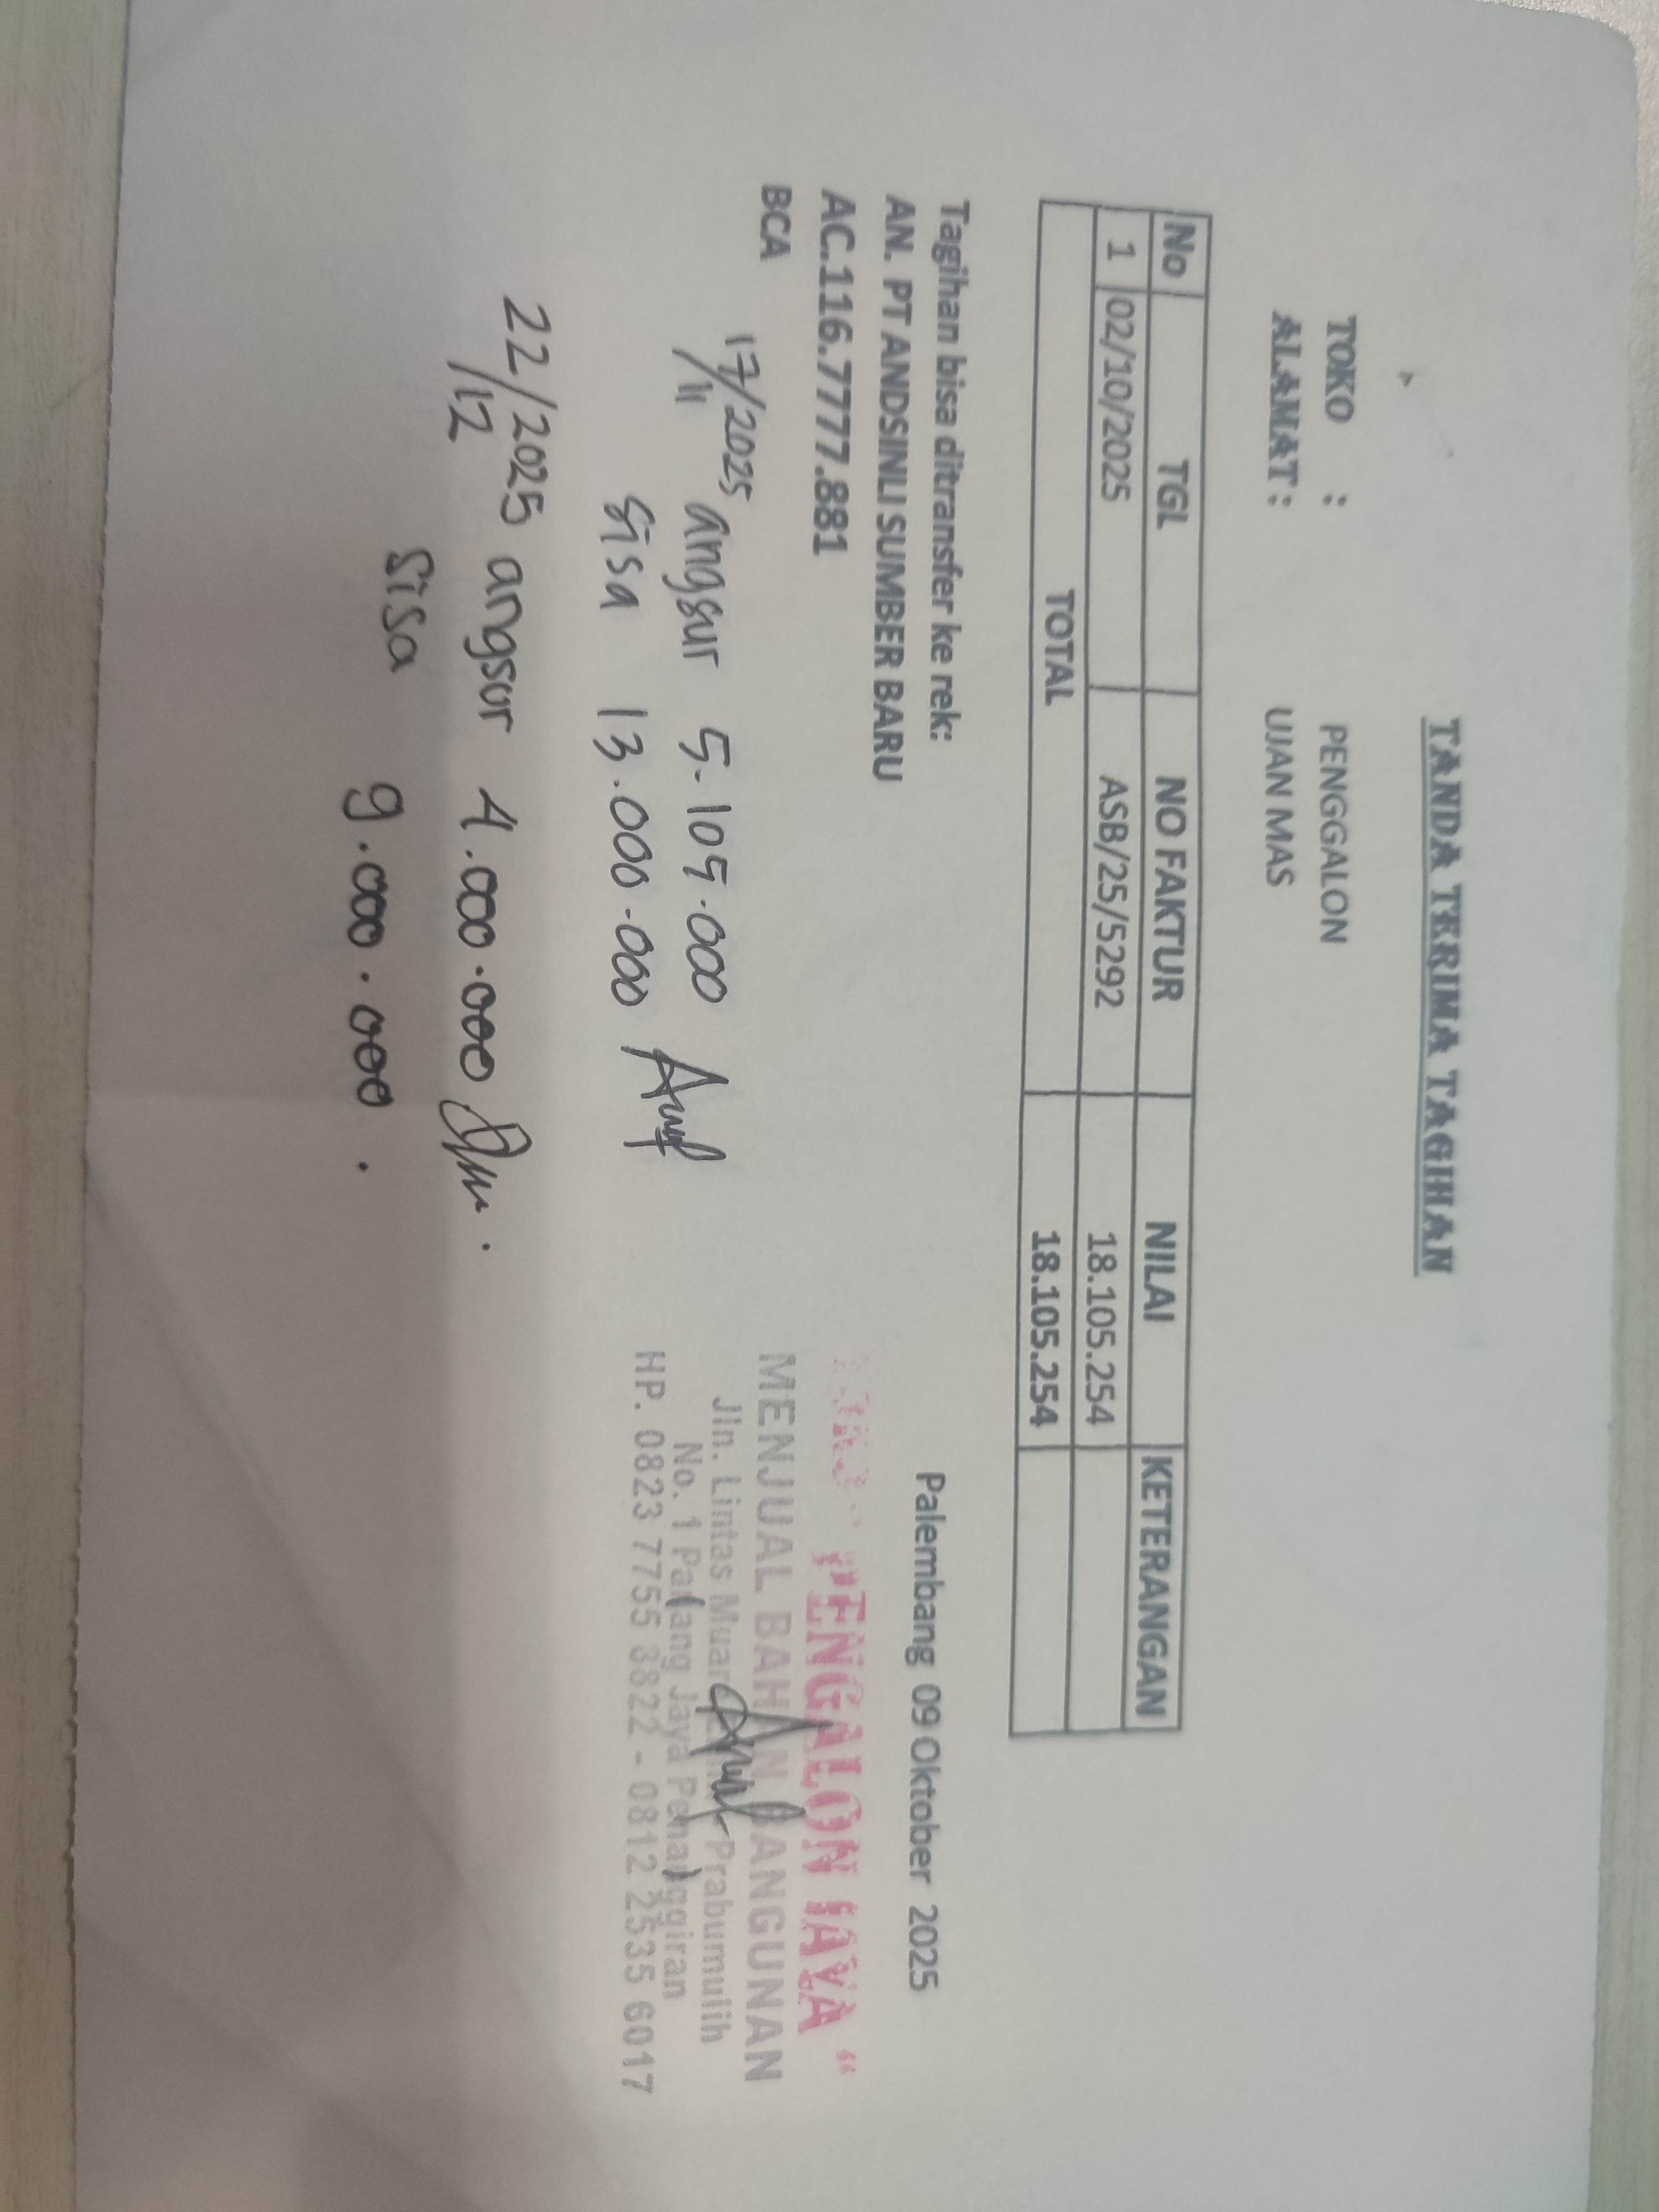 TANDA TERIMA TAGIHAN
TOKO : PENGGALON
ALAMAT : UJAN MAS
No TGL NO FAKTUR NILAI KETERANGAN
1 02/10/2025 ASB/25/5292 18.105.254
TOTAL 18.105.254
Tagihan bisa ditransfer ke rek:
AN. PT ANDSINLI SUMBER BARU
AC.116.7777.881
BCA
Palembang 09 Oktober 2025
PENGALON JAYA "
MENJUAL BAHAN BANGUNAN
Jln. Lintas Muara Prabumulih
No. 1 Padang Jaya Penanggiran
HP. 0823 7755 3822 - 0812 2535 6017
17/11/2025 angsur 5.105.000
sisa 13.000.000
22/12/2025 angsur 4.000.000
sisa 9.000.000.